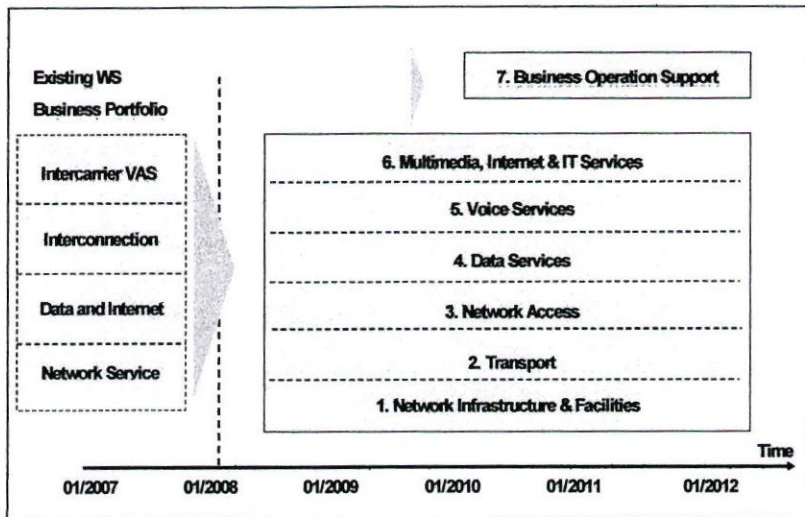 Existing WS
Business Portfolio
Intercarrier VAS
Interconnection
Data and Internet
Network Service
7. Business Operation Support
6. Multimedia, Internet & IT Services
5. Voice Services
4. Data Services
3. Network Access
2. Transport
1. Network Infrastructure & Facilities
Time
01/2007 01/2008 01/2009 01/2010 01/2011 01/2012